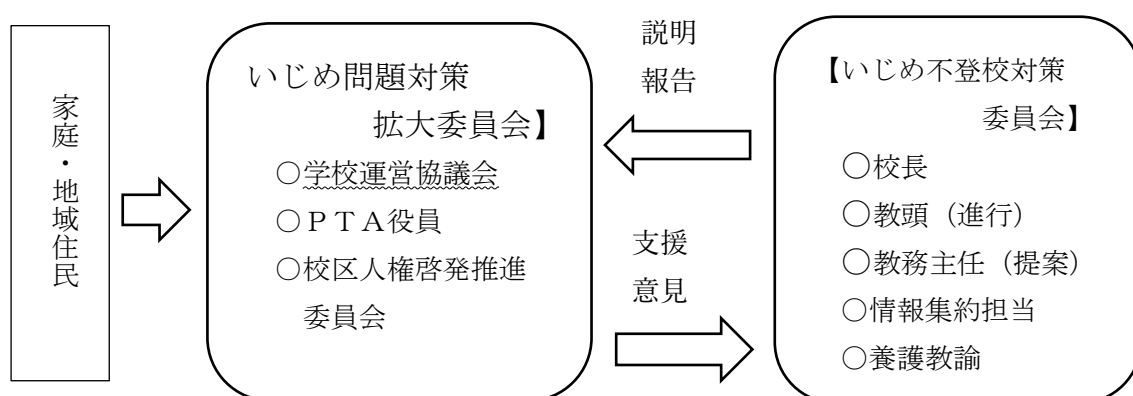 家庭・地域住民
いじめ問題対策
拡大委員会】
○学校運営協議会
○ＰＴＡ役員
○校区人権啓発推進
委員会
説明
報告
支援
意見
【いじめ不登校対策
委員会】
○校長
○教頭（進行）
○教務主任（提案）
○情報集約担当
○養護教諭